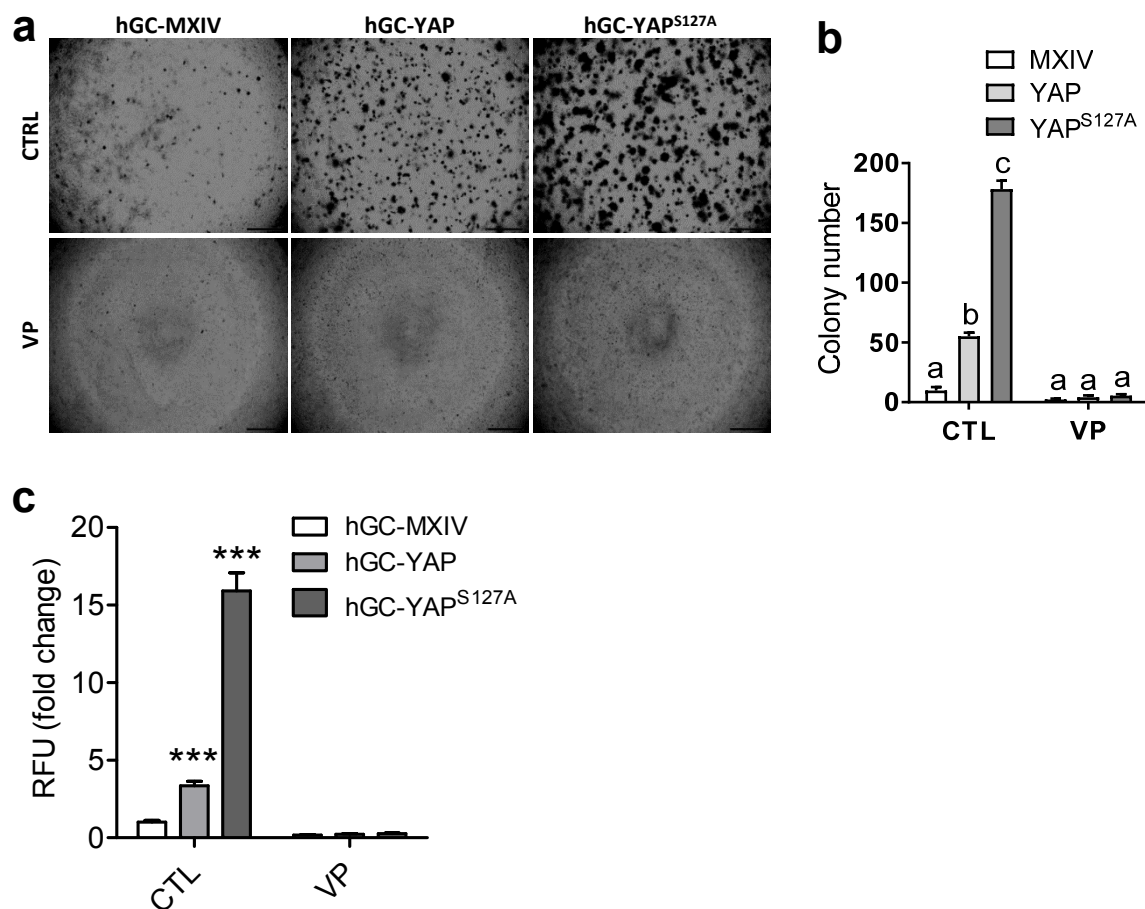 a
hGC-MXIV hGC-YAP hGC-YAPS127A
CTRL
VP
b
MXIV
YAP
YAPS127A
200
150
100
50
0
Colony number
a b c
a a a
CTL VP
c
hGC-MXIV
hGC-YAP
hGC-YAPS127A
20
15
10
5
0
RFU (fold change)
***
***
CTL VP